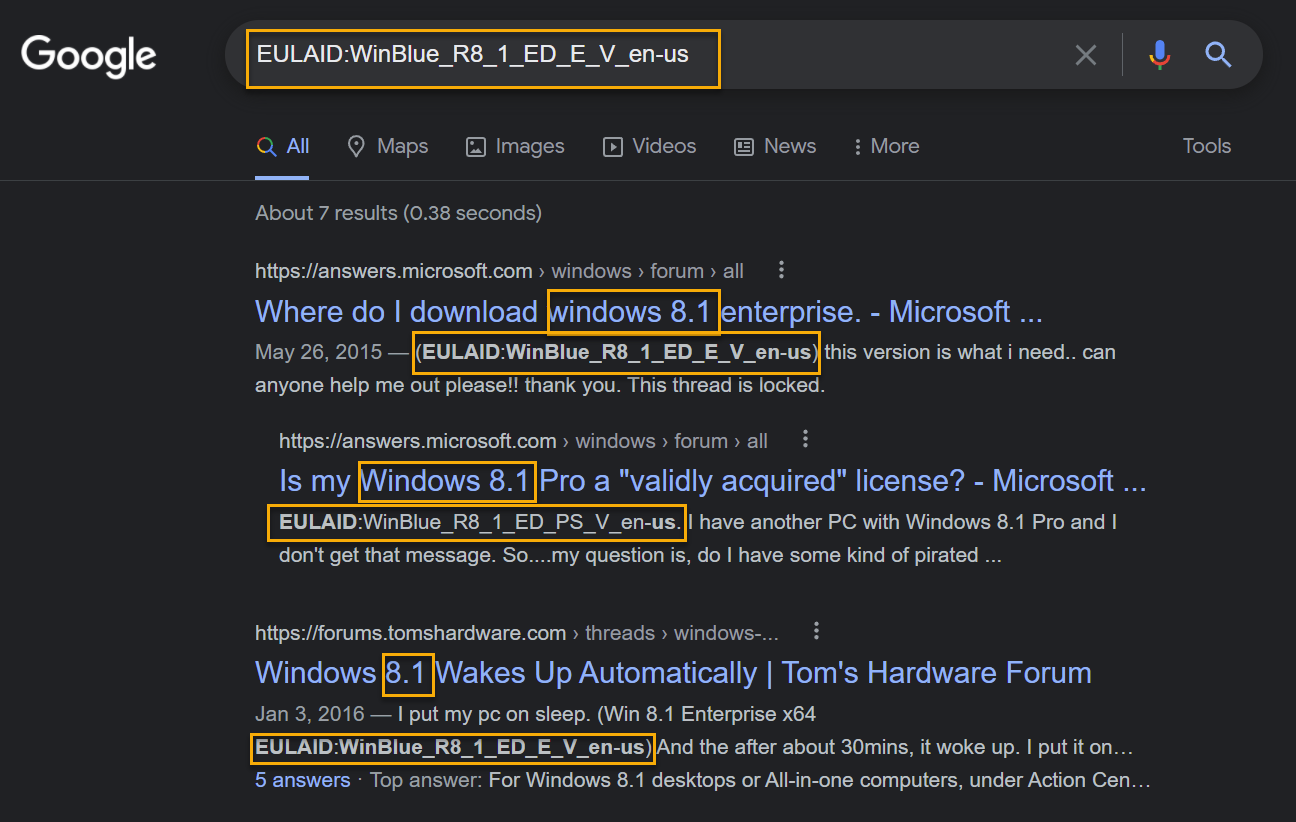 Google
EULAID:WinBlue_R8_1_ED_E_V_en-us
All Maps Images Videos News More Tools
About 7 results (0.38 seconds)
https://answers.microsoft.com › windows › forum › all
Where do I download windows 8.1 enterprise. - Microsoft ...
May 26, 2015 — (EULAID:WinBlue_R8_1_ED_E_V_en-us) this version is what i need.. can
anyone help me out please!! thank you. This thread is locked.
https://answers.microsoft.com › windows › forum › all
Is my Windows 8.1 Pro a "validly acquired" license? - Microsoft ...
EULAID:WinBlue_R8_1_ED_PS_V_en-us. I have another PC with Windows 8.1 Pro and I
don't get that message. So....my question is, do I have some kind of pirated ...
https://forums.tomshardware.com › threads › windows-...
Windows 8.1 Wakes Up Automatically | Tom's Hardware Forum
Jan 3, 2016 — I put my pc on sleep. (Win 8.1 Enterprise x64
EULAID:WinBlue_R8_1_ED_E_V_en-us) And the after about 30mins, it woke up. I put it on...
5 answers · Top answer: For Windows 8.1 desktops or All-in-one computers, under Action Cen...